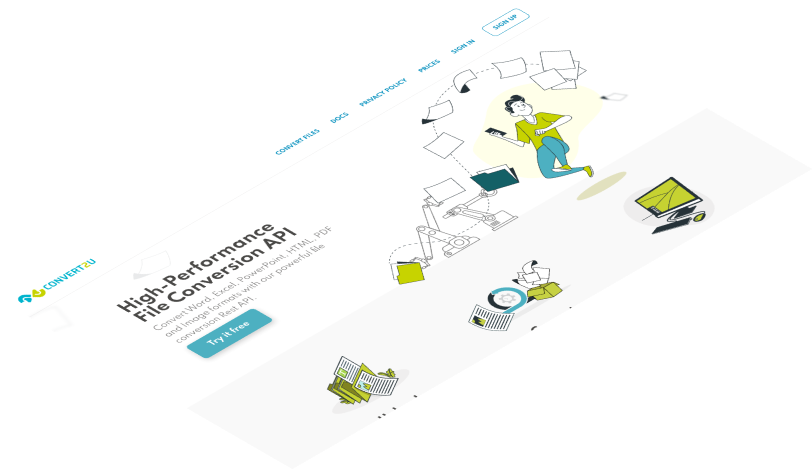 CONVERT2U
CONVERT FILES
DOCS
PRIVACY POLICY
PRICES
SIGN IN
SIGN UP
High-Performance
File Conversion API
Convert Word, Excel, PowerPoint, HTML, PDF
and Image formats with our powerful file
conversion Rest API.
Try it free